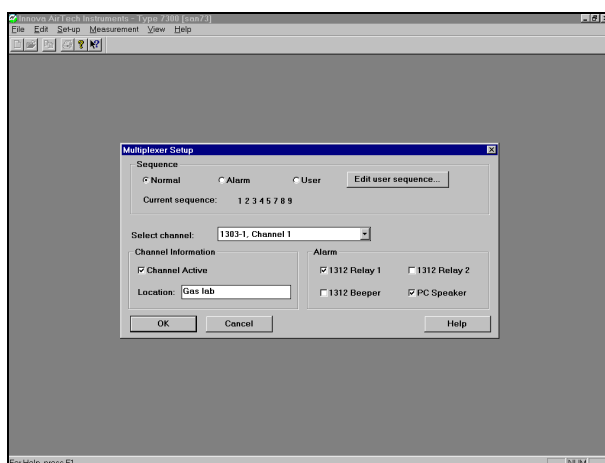 Innova AirTech Instruments - Type 7300 [san73]
File Edit Set-up Measurement View Help
Multiplexer Setup
Sequence
Normal Alarm User Edit user sequence...
Current sequence: 1 2 3 4 5 7 8 9
Select channel: 1303-1, Channel 1
Channel Information Alarm
Channel Active 1312 Relay 1 1312 Relay 2
Location: Gas lab 1312 Beeper PC Speaker
OK Cancel Help
For Help, press F1 NUM